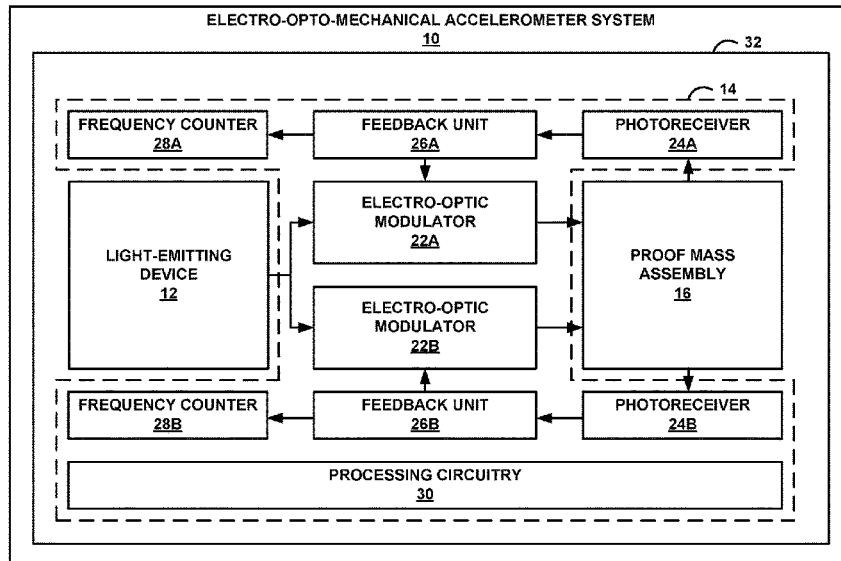 ELECTRO-OPTO-MECHANICAL ACCELEROMETER SYSTEM
10
32
14
FREQUENCY COUNTER
28A
FEEDBACK UNIT
26A
PHOTORECEIVER
24A
LIGHT-EMITTING
DEVICE
12
ELECTRO-OPTIC
MODULATOR
22A
PROOF MASS
ASSEMBLY
16
ELECTRO-OPTIC
MODULATOR
22B
FREQUENCY COUNTER
28B
FEEDBACK UNIT
26B
PHOTORECEIVER
24B
PROCESSING CIRCUITRY
30